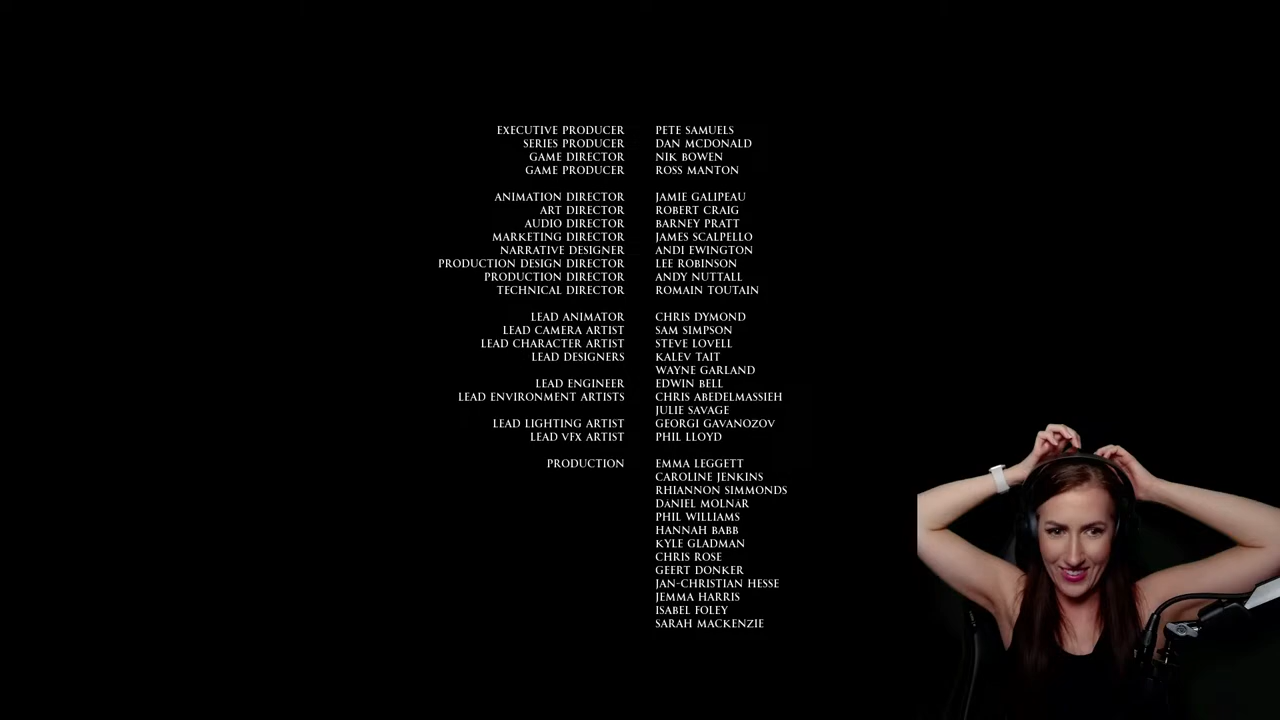 EXECUTIVE PRODUCER PETE SAMUELS
SERIES PRODUCER DAN MCDONALD
GAME DIRECTOR NIK BOWEN
GAME PRODUCER ROSS MANTON
ANIMATION DIRECTOR JAMIE GALIPEAU
ART DIRECTOR ROBERT CRAIG
AUDIO DIRECTOR BARNEY PRATT
MARKETING DIRECTOR JAMES SCALPELLO
NARRATIVE DESIGNER ANDI EWINGTON
PRODUCTION DESIGN DIRECTOR LEE ROBINSON
PRODUCTION DIRECTOR ANDY NUTTALL
TECHNICAL DIRECTOR ROMAIN TOUTAIN
LEAD ANIMATOR CHRIS DYMOND
LEAD CAMERA ARTIST SAM SIMPSON
LEAD CHARACTER ARTIST STEVE LOVELL
LEAD DESIGNERS KALEV TAIT
WAYNE GARLAND
LEAD ENGINEER EDWIN BELL
LEAD ENVIRONMENT ARTISTS CHRIS ABEDELMASSIEH
JULIE SAVAGE
LEAD LIGHTING ARTIST GEORGI GAVANOZOV
LEAD VFX ARTIST PHIL LLOYD
PRODUCTION EMMA LEGGETT
CAROLINE JENKINS
RHIANNON SIMMONDS
DÁNIEL MOLNÁR
PHIL WILLIAMS
HANNAH BABB
KYLE GLADMAN
CHRIS ROSE
GEERT DONKER
JAN-CHRISTIAN HESSE
JEMMA HARRIS
ISABEL FOLEY
SARAH MACKENZIE